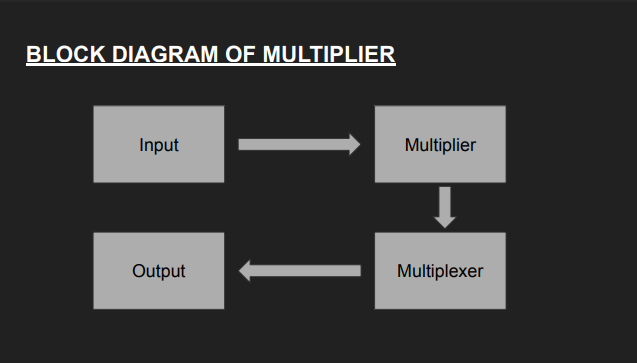 BLOCK DIAGRAM OF MULTIPLIER
Input
Multiplier
Output
Multiplexer